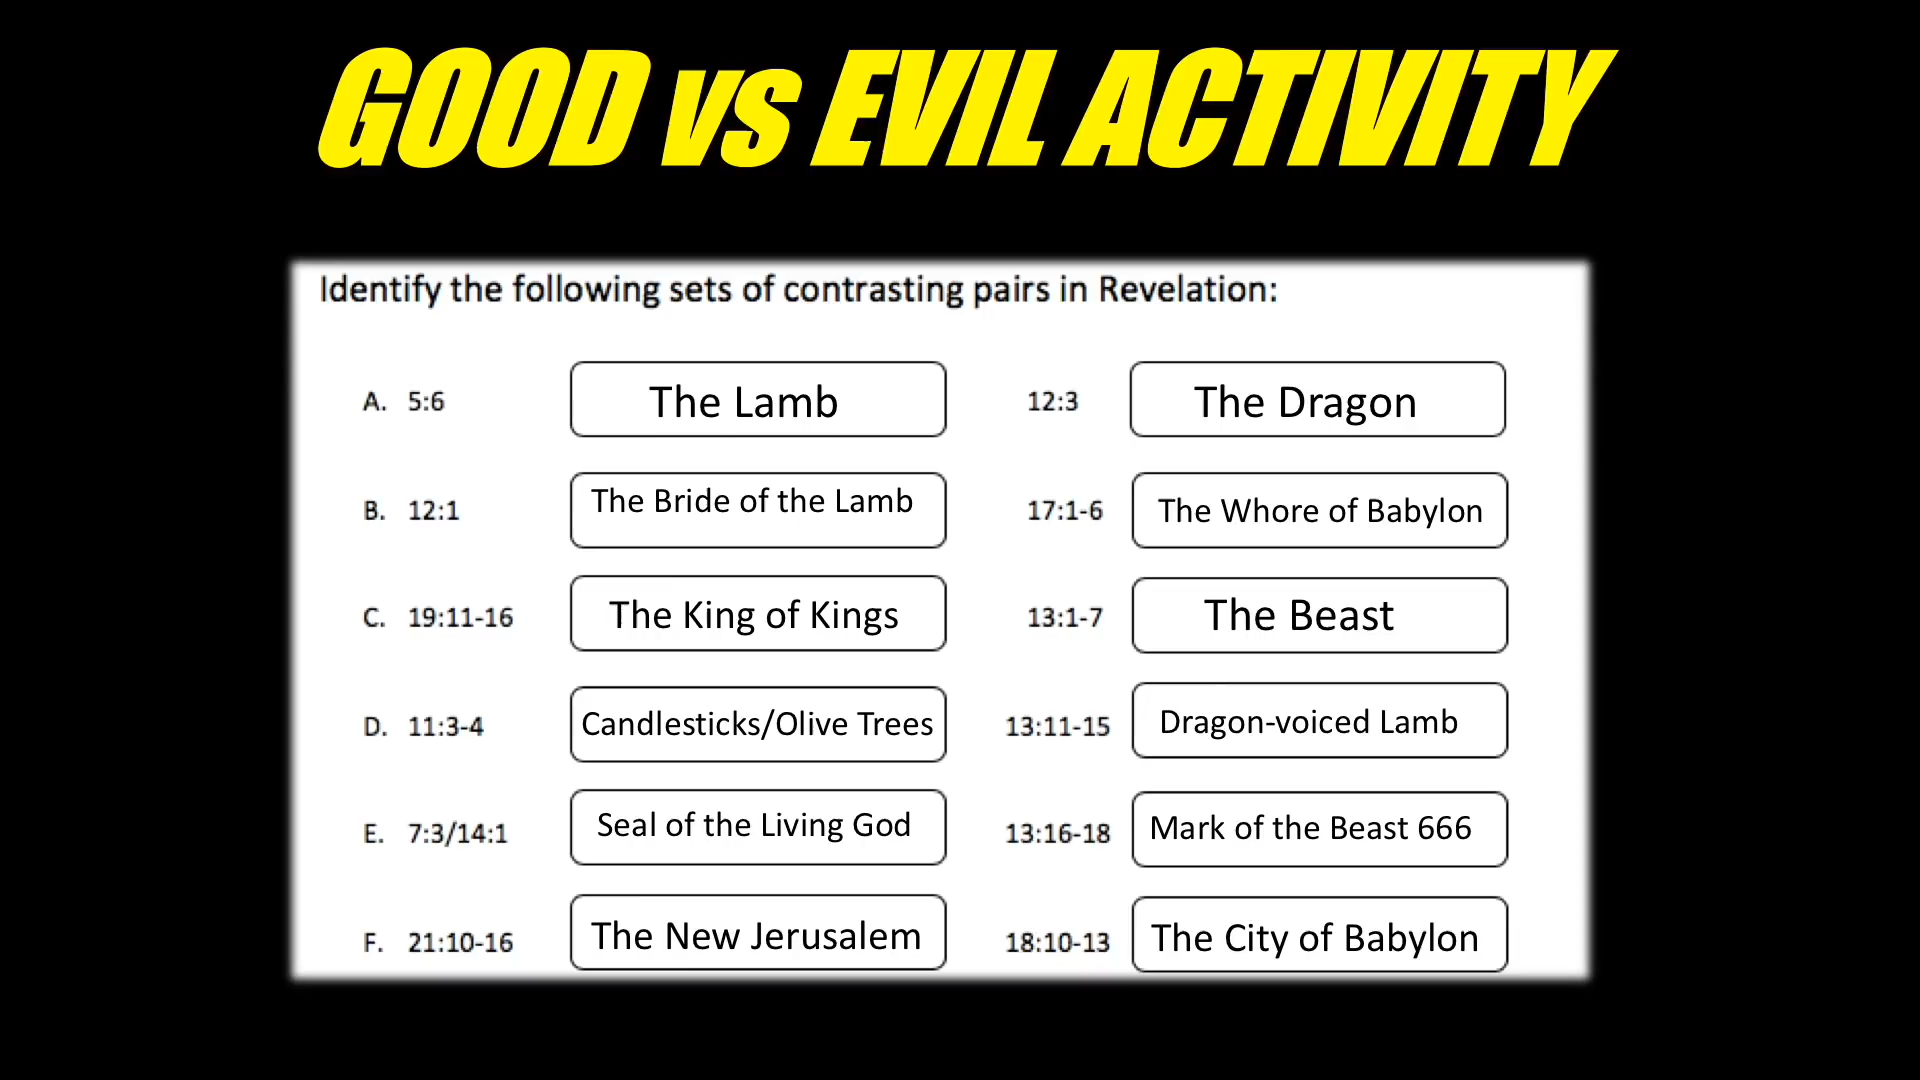 GOOD vs EVIL ACTIVITY
Identify the following sets of contrasting pairs in Revelation:
A. 5:6 The Lamb 12:3 The Dragon
B. 12:1 The Bride of the Lamb 17:1-6 The Whore of Babylon
C. 19:11-16 The King of Kings 13:1-7 The Beast
D. 11:3-4 Candlesticks/Olive Trees 13:11-15 Dragon-voiced Lamb
E. 7:3/14:1 Seal of the Living God 13:16-18 Mark of the Beast 666
F. 21:10-16 The New Jerusalem 18:10-13 The City of Babylon